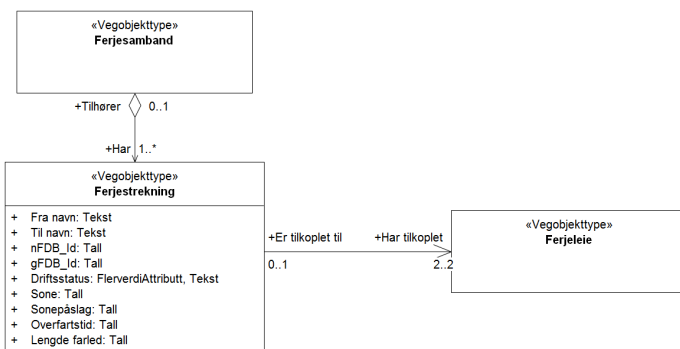 «Vegobjekttype»
Ferjesamband
+Tilhører 0..1
+Har 1..*
«Vegobjekttype»
Ferjestrekning
+ Fra navn: Tekst
+ Til navn: Tekst
+ nFDB_Id: Tall
+ gFDB_Id: Tall
+ Driftsstatus: FlerverdiAttributt, Tekst
+ Sone: Tall
+ Sonepåslag: Tall
+ Overfartstid: Tall
+ Lengde farled: Tall
+Er tilkoplet til +Har tilkoplet
0..1 2..2
«Vegobjekttype»
Ferjeleie